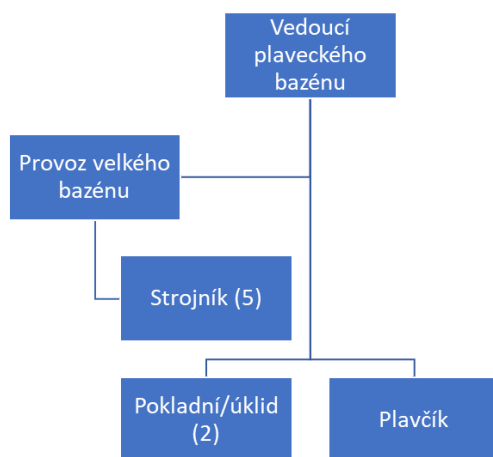 Vedoucí
plaveckého
bazénu
Provoz velkého
bazénu
Strojník (5)
Pokladní/úklid
(2)
Plavčík